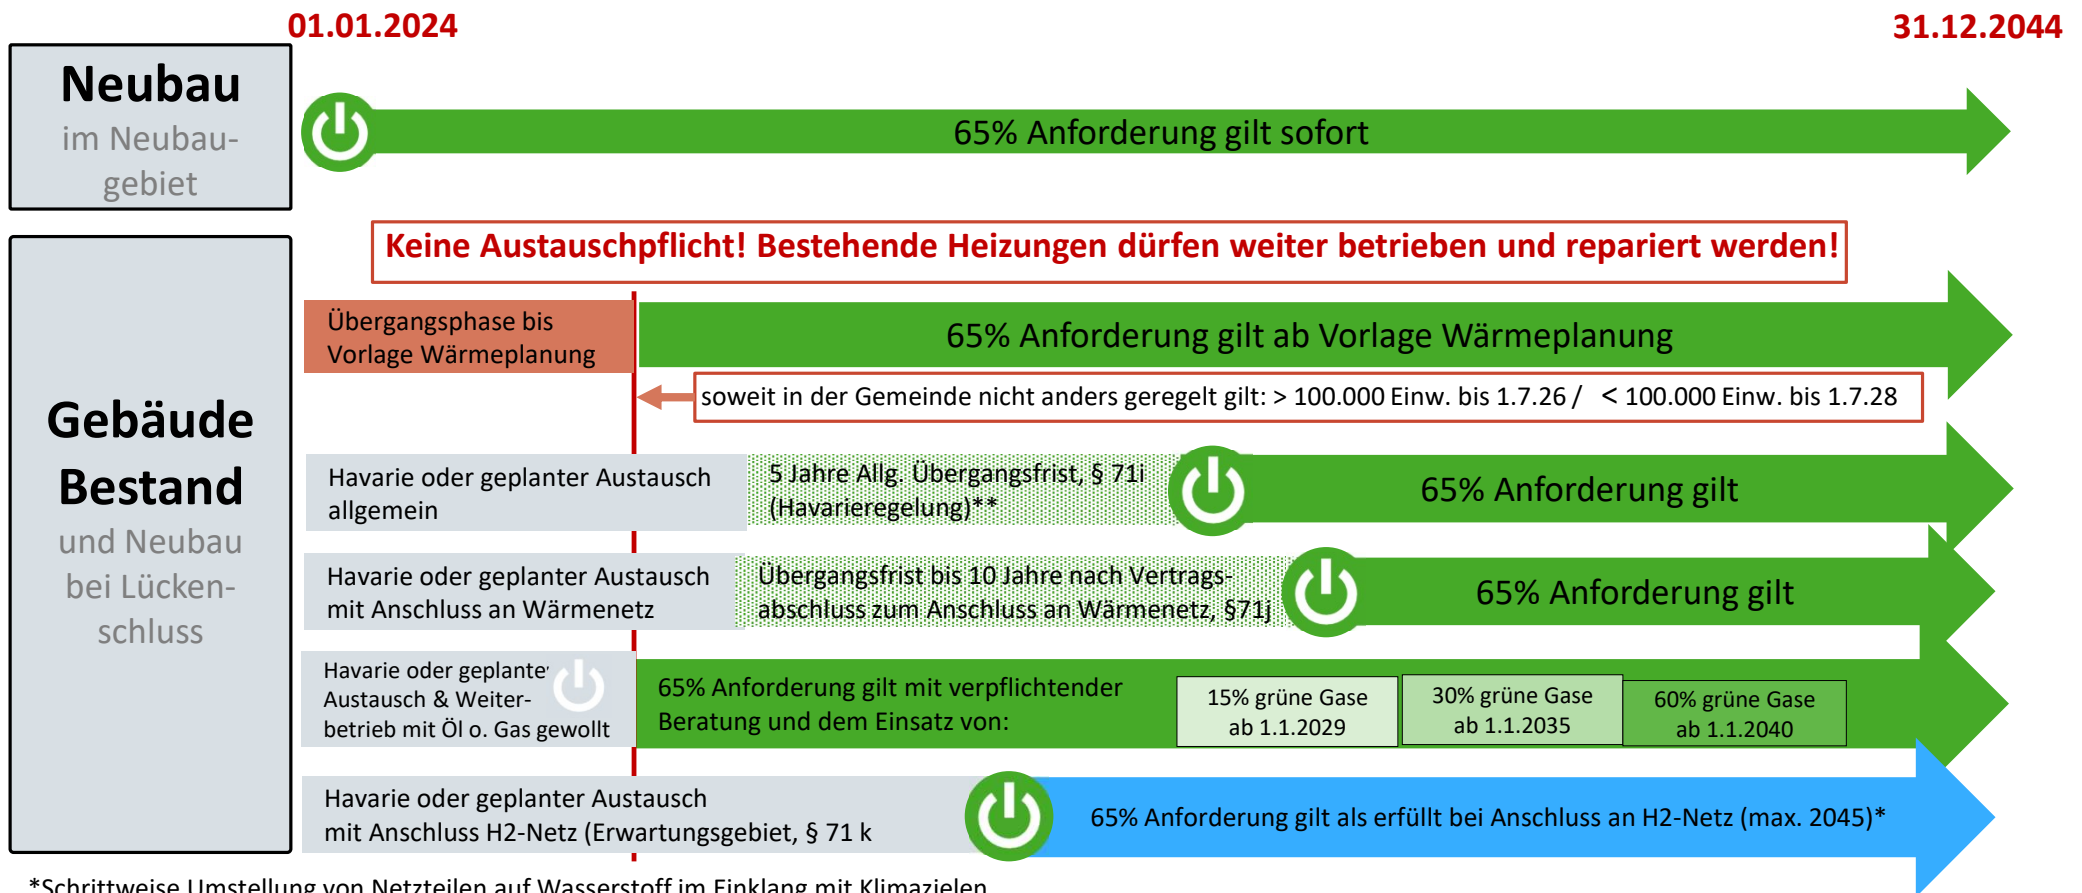 01.01.2024
31.12.2044
Neubau
im Neubau-
gebiet
65% Anforderung gilt sofort
Keine Austauschpflicht! Bestehende Heizungen dürfen weiter betrieben und repariert werden!
Gebäude
Bestand
und Neubau
bei Lücken-
schluss
Übergangsphase bis
Vorlage Wärmeplanung
65% Anforderung gilt ab Vorlage Wärmeplanung
soweit in der Gemeinde nicht anders geregelt gilt: > 100.000 Einw. bis 1.7.26 / < 100.000 Einw. bis 1.7.28
Havarie oder geplanter Austausch
allgemein
5 Jahre Allg. Übergangsfrist, § 71i
(Havarieregelung)**
65% Anforderung gilt
Havarie oder geplanter Austausch
mit Anschluss an Wärmenetz
Übergangsfrist bis 10 Jahre nach Vertrags-
abschluss zum Anschluss an Wärmenetz, §71j
65% Anforderung gilt
Havarie oder geplanter
Austausch & Weiter-
betrieb mit Öl o. Gas gewollt
65% Anforderung gilt mit verpflichtender
Beratung und dem Einsatz von:
15% grüne Gase
ab 1.1.2029
30% grüne Gase
ab 1.1.2035
60% grüne Gase
ab 1.1.2040
Havarie oder geplanter Austausch
mit Anschluss H2-Netz (Erwartungsgebiet, § 71 k
65% Anforderung gilt als erfüllt bei Anschluss an H2-Netz (max. 2045)*
*Schrittweise Umstellung von Netzteilen auf Wasserstoff im Einklang mit Klimazielen